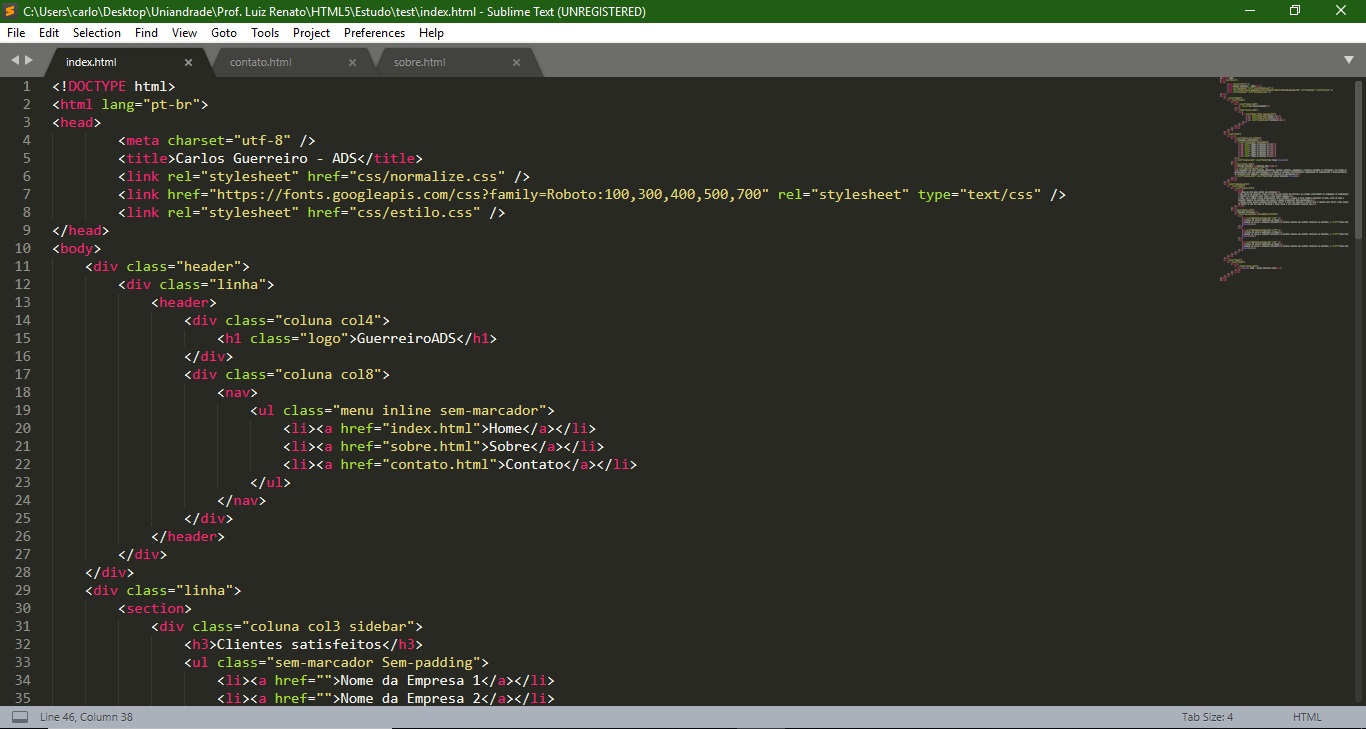 C:\Users\carlo\Desktop\Uniandrade\Prof. Luiz Renato\HTML5\Estudo\test\index.html - Sublime Text (UNREGISTERED)
File Edit Selection Find View Goto Tools Project Preferences Help
index.html contato.html sobre.html
1 <!DOCTYPE html>
2 <html lang="pt-br">
3 <head>
4 <meta charset="utf-8" />
5 <title>Carlos Guerreiro - ADS</title>
6 <link rel="stylesheet" href="css/normalize.css" />
7 <link href="https://fonts.googleapis.com/css?family=Roboto:100,300,400,500,700" rel="stylesheet" type="text/css" />
8 <link rel="stylesheet" href="css/estilo.css" />
9 </head>
10 <body>
11 <div class="header">
12 <div class="linha">
13 <header>
14 <div class="coluna col4">
15 <h1 class="logo">GuerreiroADS</h1>
16 </div>
17 <div class="coluna col8">
18 <nav>
19 <ul class="menu inline sem-marcador">
20 <li><a href="index.html">Home</a></li>
21 <li><a href="sobre.html">Sobre</a></li>
22 <li><a href="contato.html">Contato</a></li>
23 </ul>
24 </nav>
25 </div>
26 </header>
27 </div>
28 </div>
29 <div class="linha">
30 <section>
31 <div class="coluna col3 sidebar">
32 <h3>Clientes satisfeitos</h3>
33 <ul class="sem-marcador Sem-padding">
34 <li><a href="">Nome da Empresa 1</a></li>
35 <li><a href="">Nome da Empresa 2</a></li>
Line 46, Column 38 Tab Size: 4 HTML